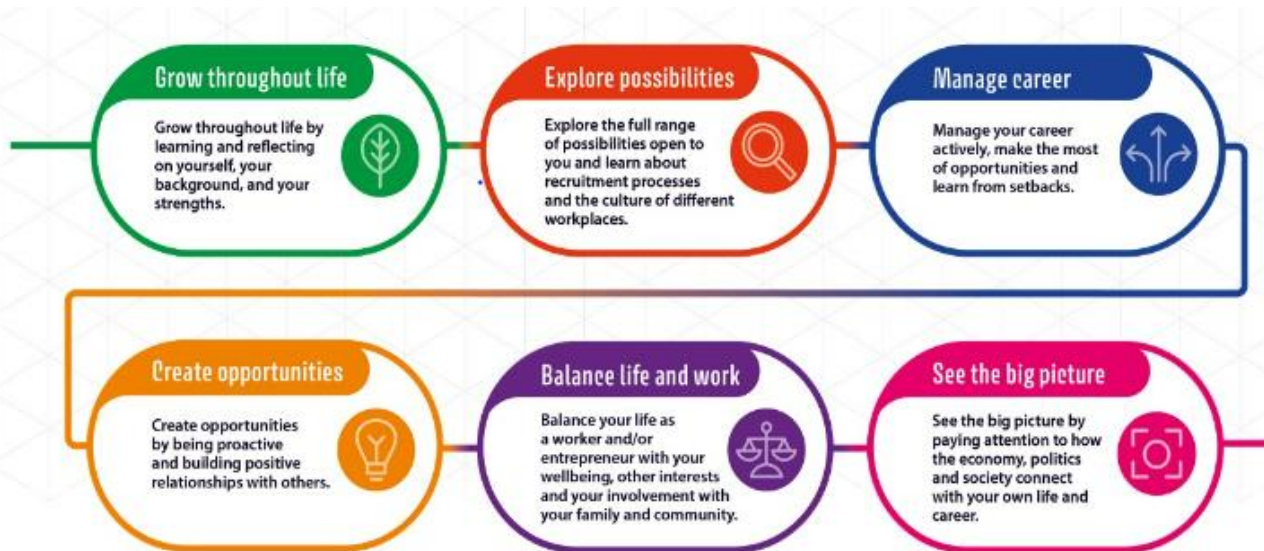 Grow throughout life
Grow throughout life by
learning and reflecting
on yourself, your
background, and your
strengths.
Explore possibilities
Explore the full range
of possibilities open to
you and learn about
recruitment processes
and the culture of different
workplaces.
Manage career
Manage your career
actively, make the most
of opportunities and
learn from setbacks.
Create opportunities
Create opportunities
by being proactive
and building positive
relationships with others.
Balance life and work
Balance your life as
a worker and/or
entrepreneur with your
wellbeing, other interests
and your involvement with
your family and community.
See the big picture
See the big picture by
paying attention to how
the economy, politics
and society connect
with your own life and
career.